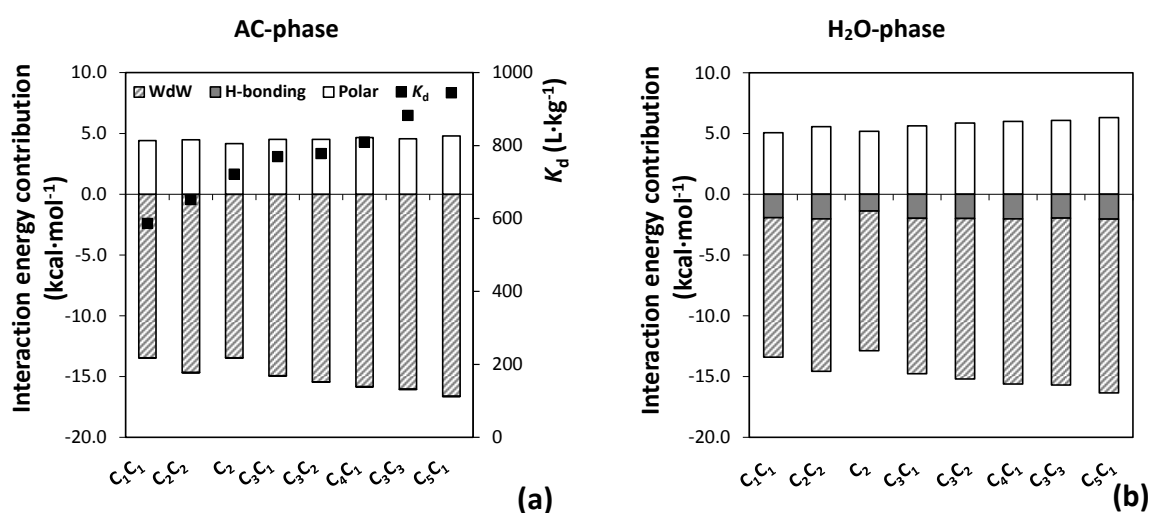 AC-phase
Interaction energy contribution
(kcal·mol⁻¹)
10.0
5.0
0.0
-5.0
-10.0
-15.0
-20.0
WdW H-bonding Polar Kd
1000
800
600
400
200
0
Kd (L·kg⁻¹)
C₁C₁ C₂C₂ C₂ C₃C₁ C₃C₂ C₄C₁ C₃C₃ C₅C₁
(a)
H₂O-phase
Interaction energy contribution
(kcal·mol⁻¹)
10.0
5.0
0.0
-5.0
-10.0
-15.0
-20.0
C₁C₁ C₂C₂ C₂ C₃C₁ C₃C₂ C₄C₁ C₃C₃ C₅C₁
(b)